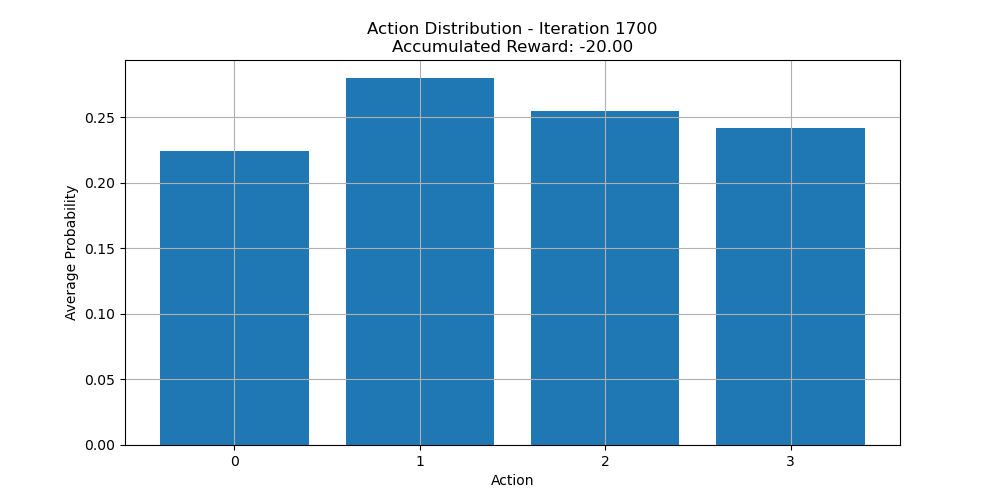 Action Distribution - Iteration 1700
Accumulated Reward: -20.00
Average Probability
0.25
0.20
0.15
0.10
0.05
0.00
0 1 2 3
Action